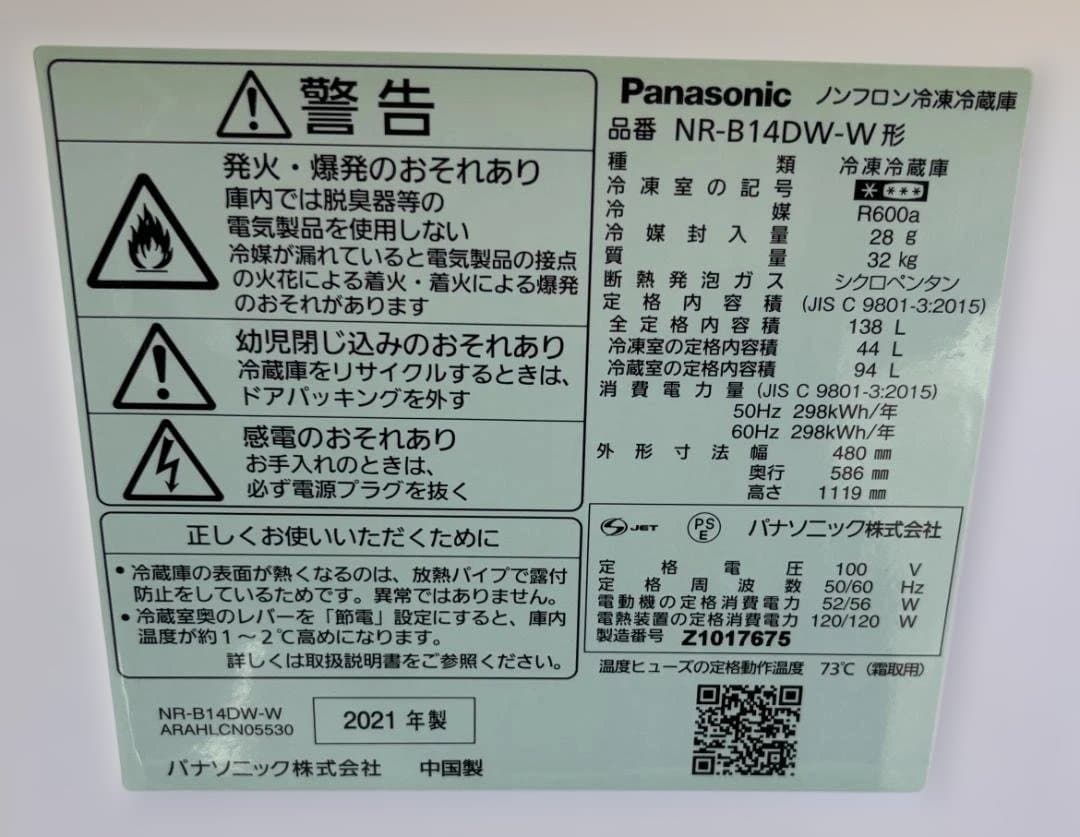 警告
発火・爆発のおそれあり
庫内では脱臭器等の
電気製品を使用しない
冷媒が漏れていると電気製品の接点
の火花による着火・着火による爆発
のおそれがあります
幼児閉じ込みのおそれあり
冷蔵庫をリサイクルするときは、
ドアパッキングを外す
感電のおそれあり
お手入れのときは、
必ず電源プラグを抜く
正しくお使いいただくために
• 冷蔵庫の表面が熱くなるのは、放熱パイプで露付
防止をしているためです。異常ではありません。
• 冷蔵室奥のレバーを「節電」設定にすると、庫内
温度が約1~2℃高めになります。
詳しくは取扱説明書をご参照ください。
NR-B14DW-W
ARAHLCN05530
2021 年製
パナソニック株式会社 中国製
Panasonic ノンフロン冷凍冷蔵庫
品番 NR-B14DW-W形
種類 冷凍冷蔵庫
冷凍室の記号 * ***
冷媒 R600a
冷媒封入量 28 g
質量 32 kg
断熱発泡ガス シクロペンタン
定格内容積 (JIS C 9801-3:2015)
全定格内容積 138 L
冷凍室の定格内容積 44 L
冷蔵室の定格内容積 94 L
消費電力量 (JIS C 9801-3:2015)
50Hz 298kWh/年
60Hz 298kWh/年
外形寸法 幅 480 mm
奥行 586 mm
高さ 1119 mm
JET PS E パナソニック株式会社
定格電圧 100 V
定格周波数 50/60 Hz
電動機の定格消費電力 52/56 W
電熱装置の定格消費電力 120/120 W
製造番号 Z1017675
温度ヒューズの定格動作温度 73℃ (霜取用)